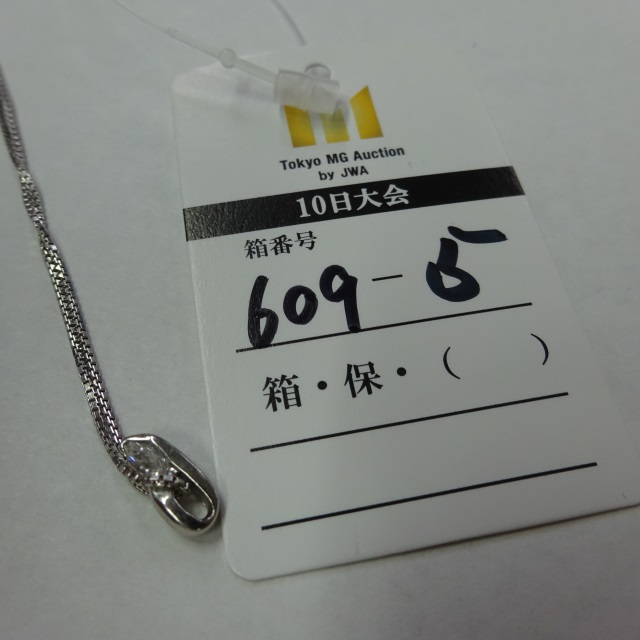 Tokyo MG Auction
by JWA
10日大会
箱番号
609-5
箱・保・（　　）